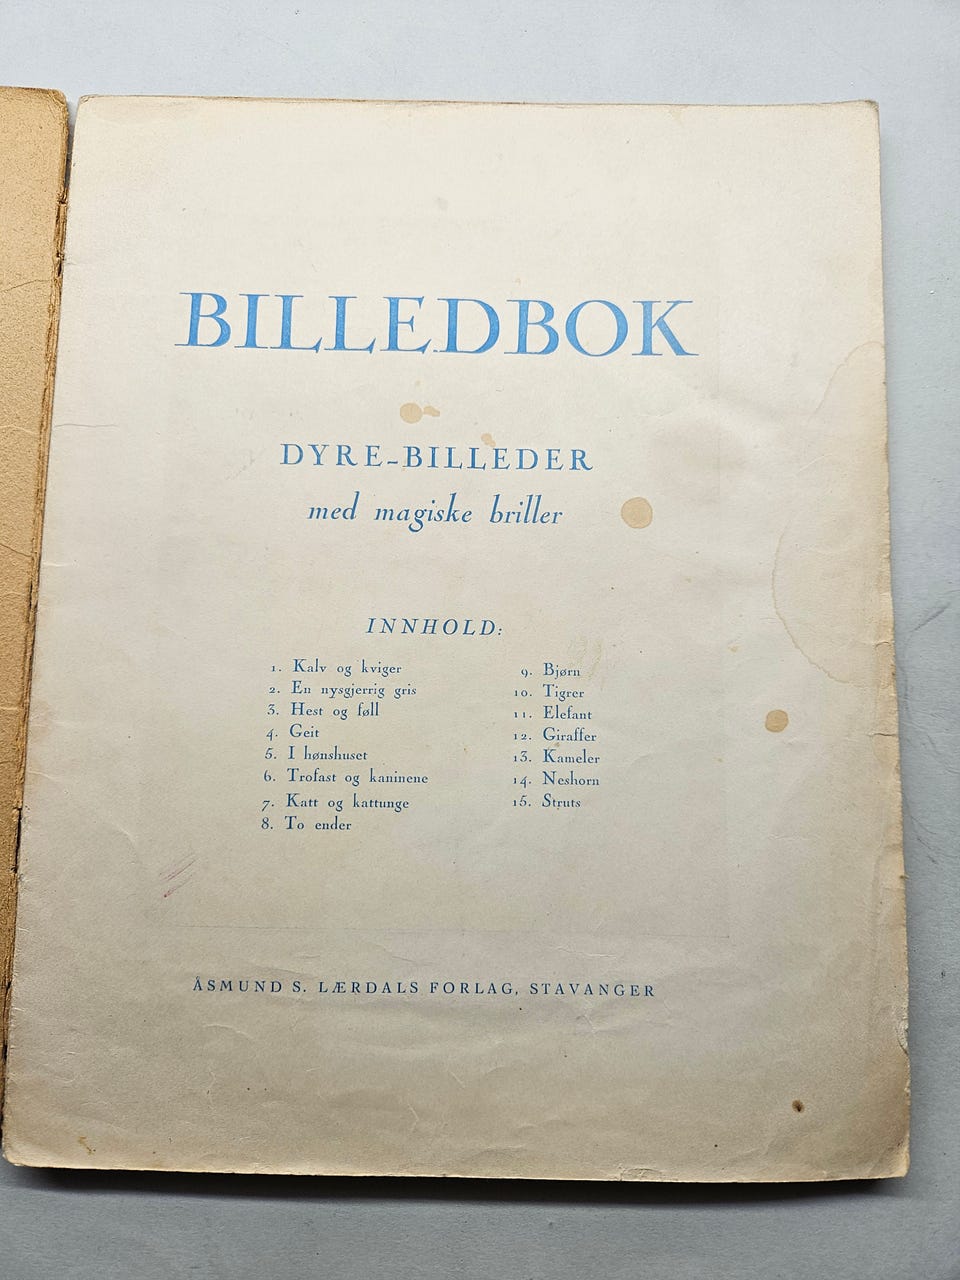 BILLEDBOK
DYRE-BILLEDER
med magiske briller
INNHOLD:
1. Kalv og kviger
2. En nysgjerrig gris
3. Hest og føll
4. Geit
5. I hønshuset
6. Trofast og kaninene
7. Katt og kattunge
8. To ender
9. Bjørn
10. Tigrer
11. Elefant
12. Giraffer
13. Kameler
14. Neshorn
15. Struts
ÅSMUND S. LÆRDALS FORLAG, STAVANGER